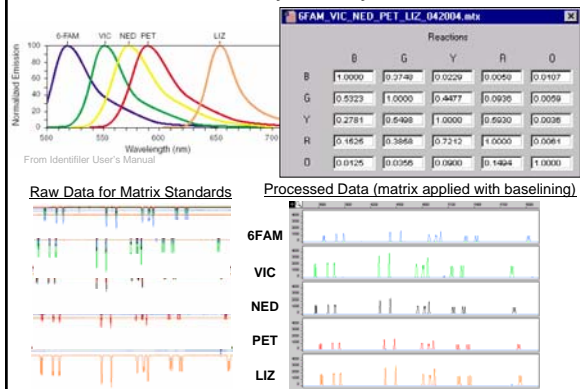 6-FAM VIC NED PET LIZ
Normalized Emission
100
80
60
40
20
0
500 550 600 650 700
Wavelength (nm)
From Identifiler User's Manual
6FAM_VIC_NED_PET_LIZ_042004.mtx
Reactions
B G Y R O
B 1.0000 0.3740 0.0229 0.0050 0.0107
G 0.5323 1.0000 0.4477 0.0936 0.0059
Y 0.2781 0.5498 1.0000 0.5930 0.0036
R 0.1626 0.3868 0.7212 1.0000 0.0061
O 0.0125 0.0356 0.0900 0.1494 1.0000
Raw Data for Matrix Standards
Processed Data (matrix applied with baselining)
6FAM
VIC
NED
PET
LIZ